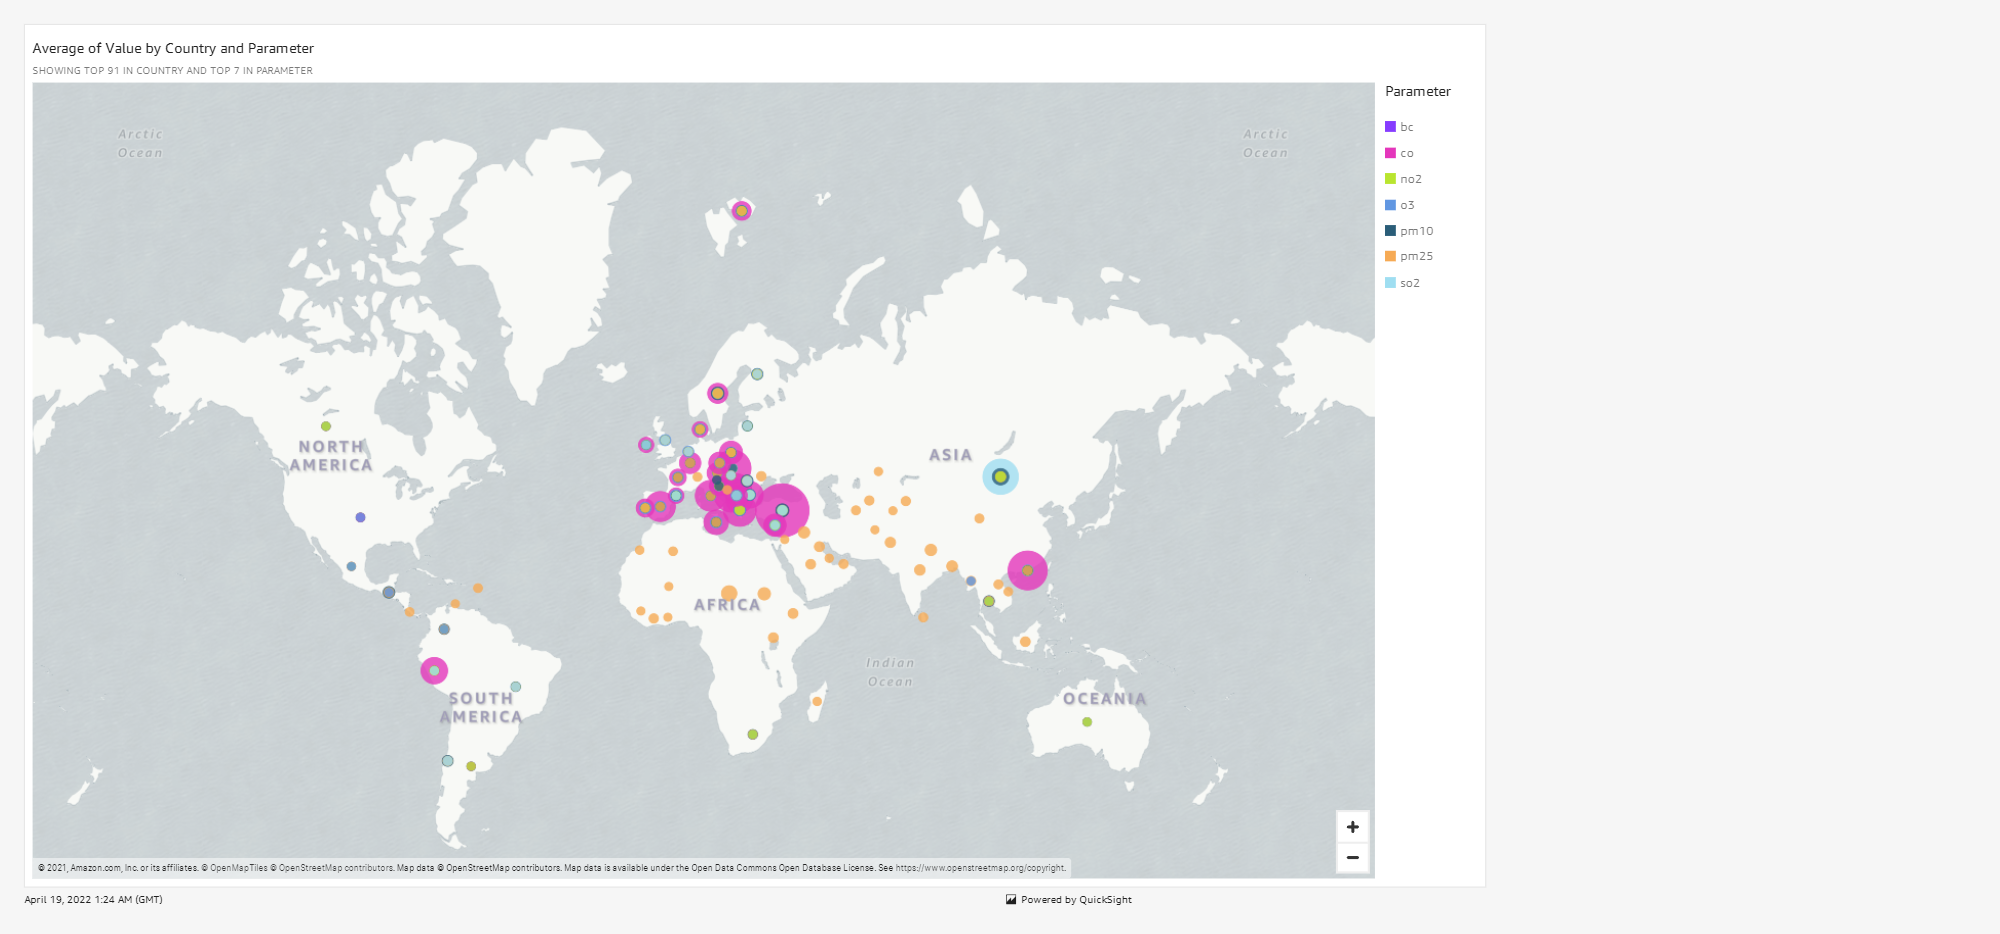 Average of Value by Country and Parameter
SHOWING TOP 91 IN COUNTRY AND TOP 7 IN PARAMETER
Arctic
Ocean
Arctic
Ocean
NORTH
AMERICA
ASIA
AFRICA
Indian
Ocean
SOUTH
AMERICA
OCEANIA
Parameter
bc
co
no2
o3
pm10
pm25
so2
+
−
© 2021, Amazon.com, Inc. or its affiliates. © OpenMapTiles © OpenStreetMap contributors. Map data © OpenStreetMap contributors. Map data is available under the Open Data Commons Open Database License. See https://www.openstreetmap.org/copyright.
April 19, 2022 1:24 AM (GMT)
Powered by QuickSight